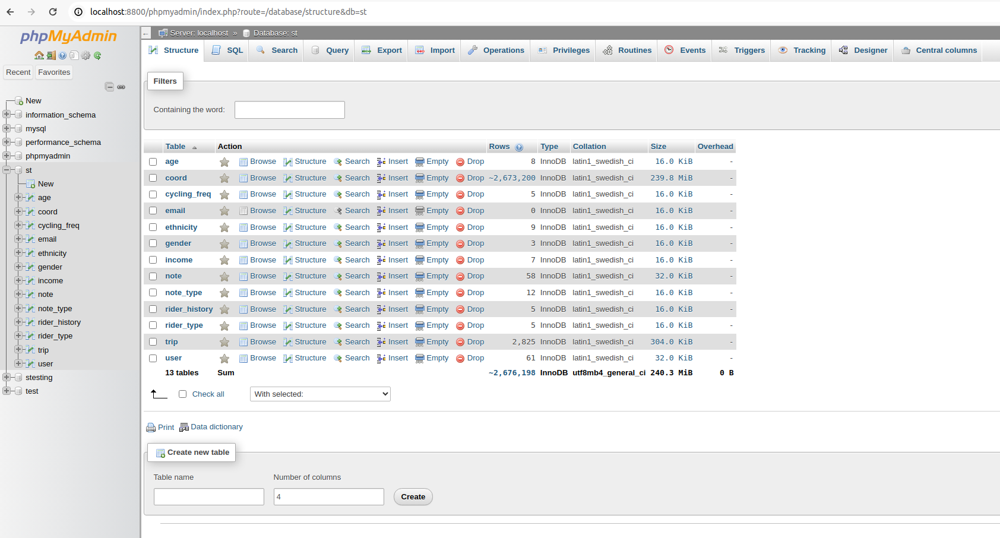 localhost:8800/phpmyadmin/index.php?route=/database/structure&db=st
phpMyAdmin
Recent Favorites
New
information_schema
mysql
performance_schema
phpmyadmin
st
New
age
coord
cycling_freq
email
ethnicity
gender
income
note
note_type
rider_history
rider_type
trip
user
stesting
test
Server: localhost » Database: st
Structure SQL Search Query Export Import Operations Privileges Routines Events Triggers Tracking Designer Central columns
Filters
Containing the word:
Table Action Rows Type Collation Size Overhead
age Browse Structure Search Insert Empty Drop 8 InnoDB latin1_swedish_ci 16.0 KiB -
coord Browse Structure Search Insert Empty Drop ~2,673,200 InnoDB latin1_swedish_ci 239.8 MiB -
cycling_freq Browse Structure Search Insert Empty Drop 5 InnoDB latin1_swedish_ci 16.0 KiB -
email Browse Structure Search Insert Empty Drop 0 InnoDB latin1_swedish_ci 16.0 KiB -
ethnicity Browse Structure Search Insert Empty Drop 9 InnoDB latin1_swedish_ci 16.0 KiB -
gender Browse Structure Search Insert Empty Drop 3 InnoDB latin1_swedish_ci 16.0 KiB -
income Browse Structure Search Insert Empty Drop 7 InnoDB latin1_swedish_ci 16.0 KiB -
note Browse Structure Search Insert Empty Drop 58 InnoDB latin1_swedish_ci 32.0 KiB -
note_type Browse Structure Search Insert Empty Drop 12 InnoDB latin1_swedish_ci 16.0 KiB -
rider_history Browse Structure Search Insert Empty Drop 5 InnoDB latin1_swedish_ci 16.0 KiB -
rider_type Browse Structure Search Insert Empty Drop 5 InnoDB latin1_swedish_ci 16.0 KiB -
trip Browse Structure Search Insert Empty Drop 2,825 InnoDB latin1_swedish_ci 304.0 KiB -
user Browse Structure Search Insert Empty Drop 61 InnoDB latin1_swedish_ci 32.0 KiB -
13 tables Sum ~2,676,198 InnoDB utf8mb4_general_ci 240.3 MiB 0 B
Check all With selected:
Print Data dictionary
Create new table
Table name Number of columns
4 Create